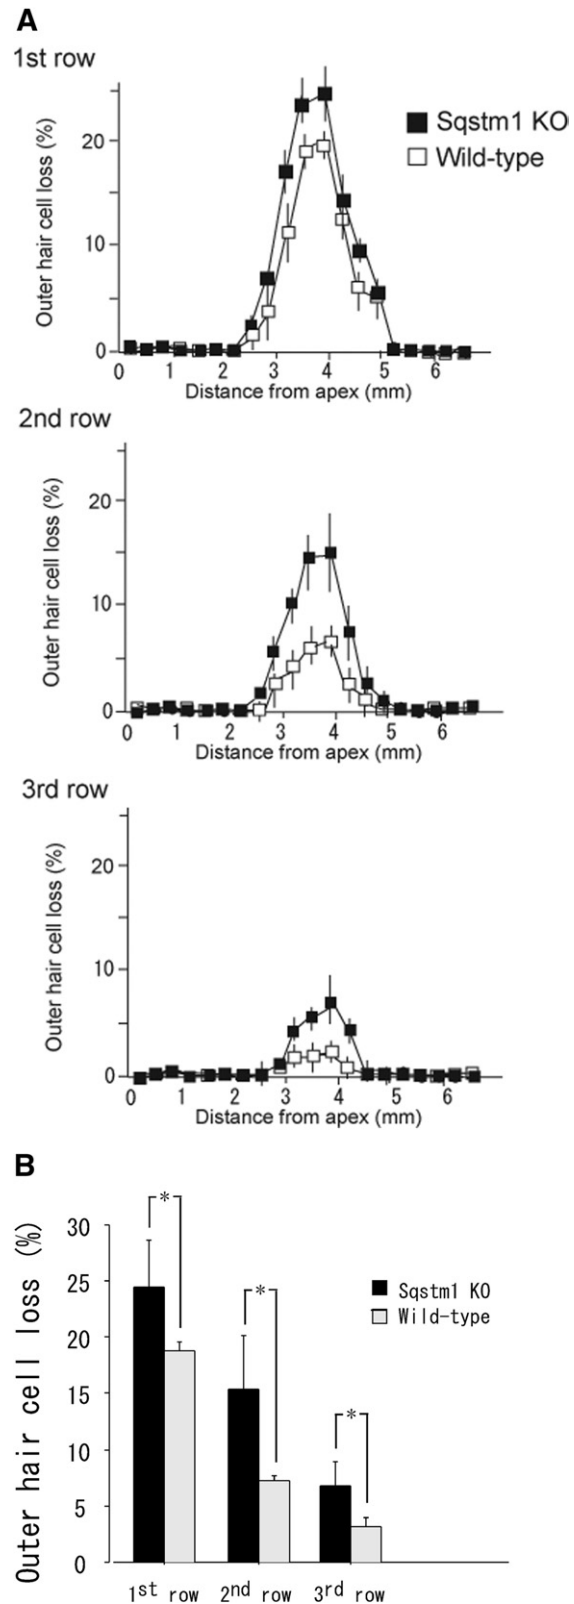 A
1st row
Outer hair cell loss (%)
20
10
0
Sqstm1 KO
Wild-type
0 1 2 3 4 5 6
Distance from apex (mm)
2nd row
Outer hair cell loss (%)
20
10
0
0 1 2 3 4 5 6
Distance from apex (mm)
3rd row
Outer hair cell loss (%)
20
10
0
0 1 2 3 4 5 6
Distance from apex (mm)
B
Outer hair cell loss (%)
30
25
20
15
10
5
0
*
*
*
Sqstm1 KO
Wild-type
1st row 2nd row 3rd row